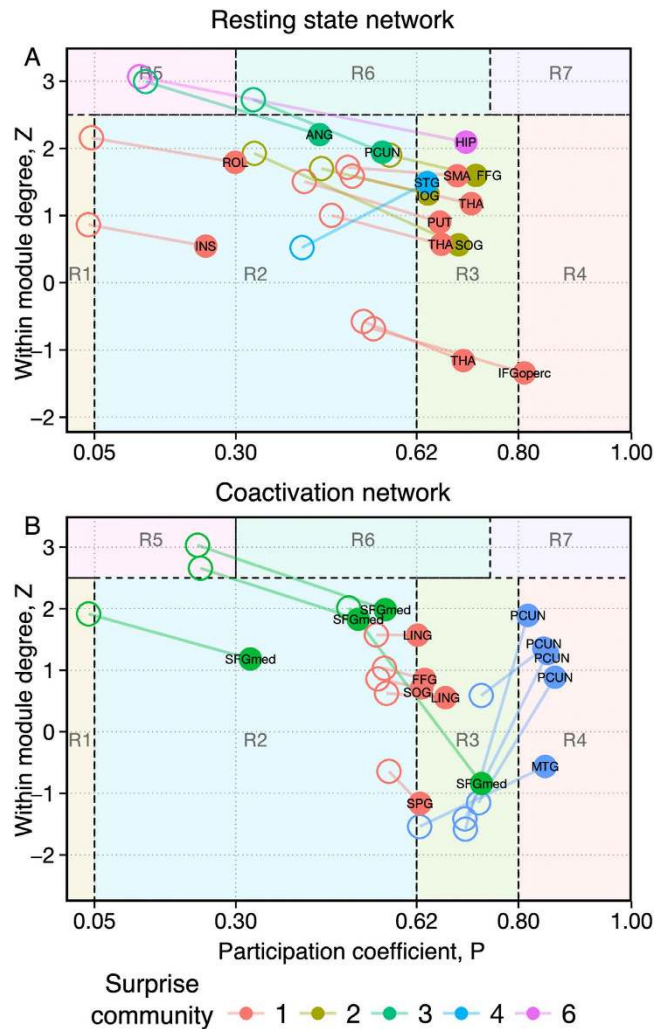 Resting state network
A
R5
R6
R7
3
ANG
HIP
2
PCUN
ROL
STG
SMA
FFG
IOG
THA
1
PUT
INS
THA
SOG
0
R1
R2
R3
R4
−1
THA
IFGoperc
−2
Within module degree, Z
0.05
0.30
0.62
0.80
1.00
Coactivation network
B
R5
R6
R7
3
2
SFGmed
SFGmed
PCUN
LING
PCUN
SFGmed
PCUN
1
FFG
PCUN
SOG
LING
0
R1
R2
R3
R4
MTG
−1
SFGmed
SPG
−2
Within module degree, Z
0.05
0.30
0.62
0.80
1.00
Participation coefficient, P
Surprise
community
1
2
3
4
6